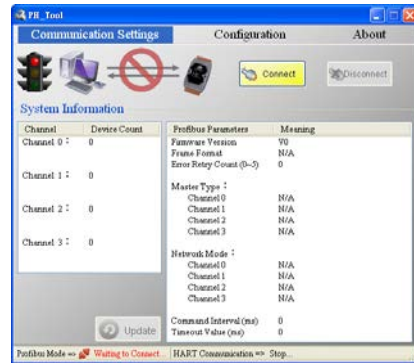 PH_Tool
Communication Settings Configuration About
Connect Disconnect
System Information
Channel Device Count
Channel 0 : 0
Channel 1 : 0
Channel 2 : 0
Channel 3 : 0
Update
Profibus Parameters Meaning
Firmware Version V0
Frame Format N/A
Error Retry Count (0~5) 0
Master Type :
Channel 0 N/A
Channel 1 N/A
Channel 2 N/A
Channel 3 N/A
Network Mode :
Channel 0 N/A
Channel 1 N/A
Channel 2 N/A
Channel 3 N/A
Command Interval (ms) 0
Timeout Value (ms) 0
Profibus Mode => Waiting to Connect... HART Communication => Stop...